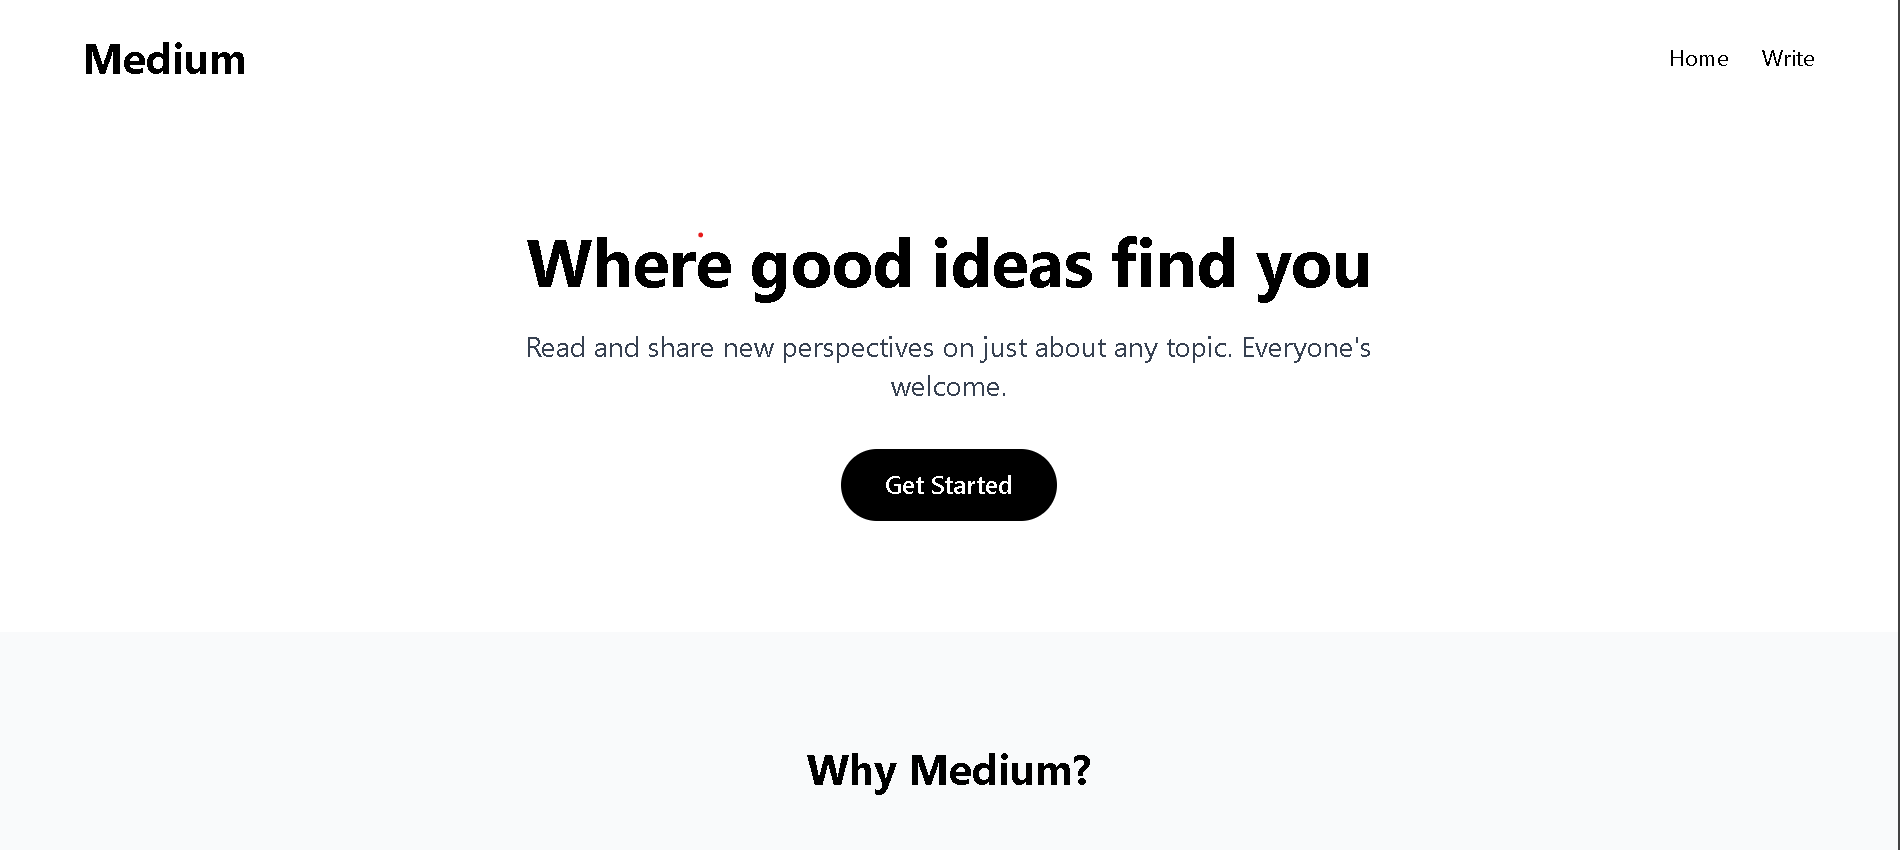 Medium
Home Write
Where good ideas find you
Read and share new perspectives on just about any topic. Everyone's
welcome.
Get Started
Why Medium?